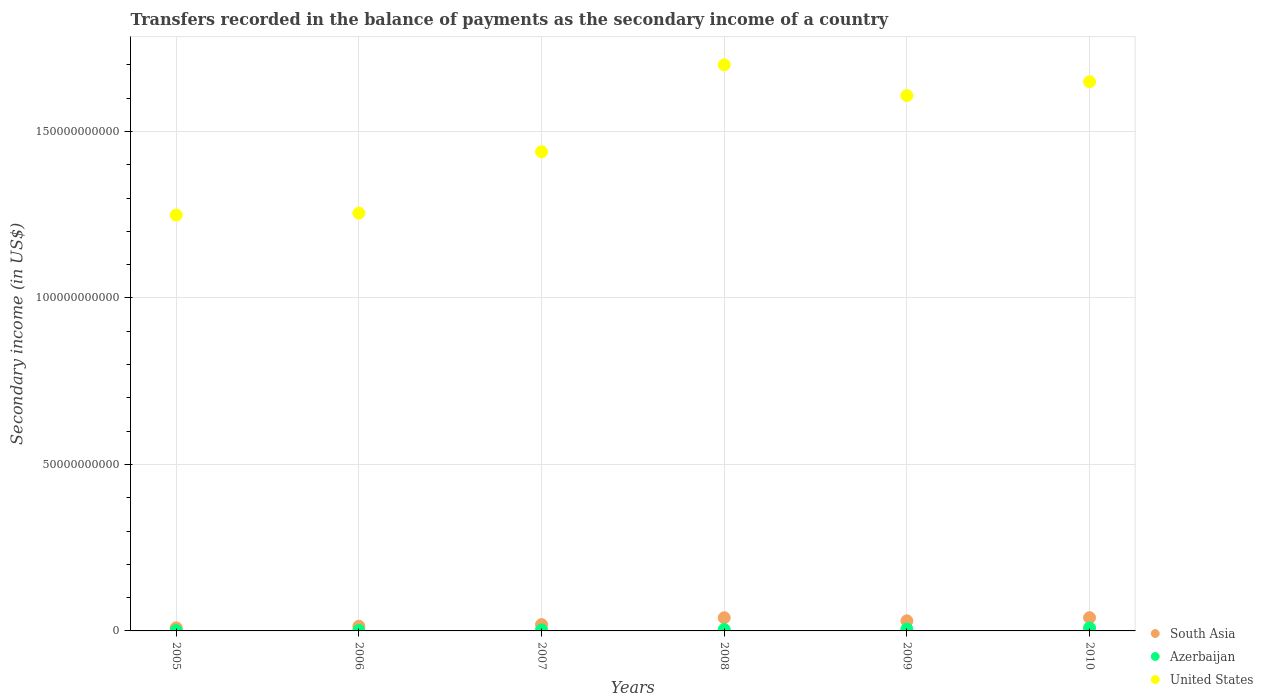 Transfers recorded in the balance of payments as the secondary income of a country
Secondary income (in US$)
150000000000
100000000000
50000000000
0
2005
2006
2007
2008
2009
2010
Years
South Asia
Azerbaijan
United States